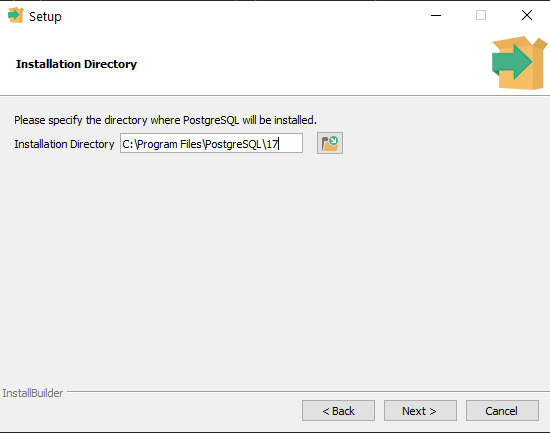 Setup
Installation Directory
Please specify the directory where PostgreSQL will be installed.
Installation Directory C:\Program Files\PostgreSQL\17
InstallBuilder
< Back Next > Cancel